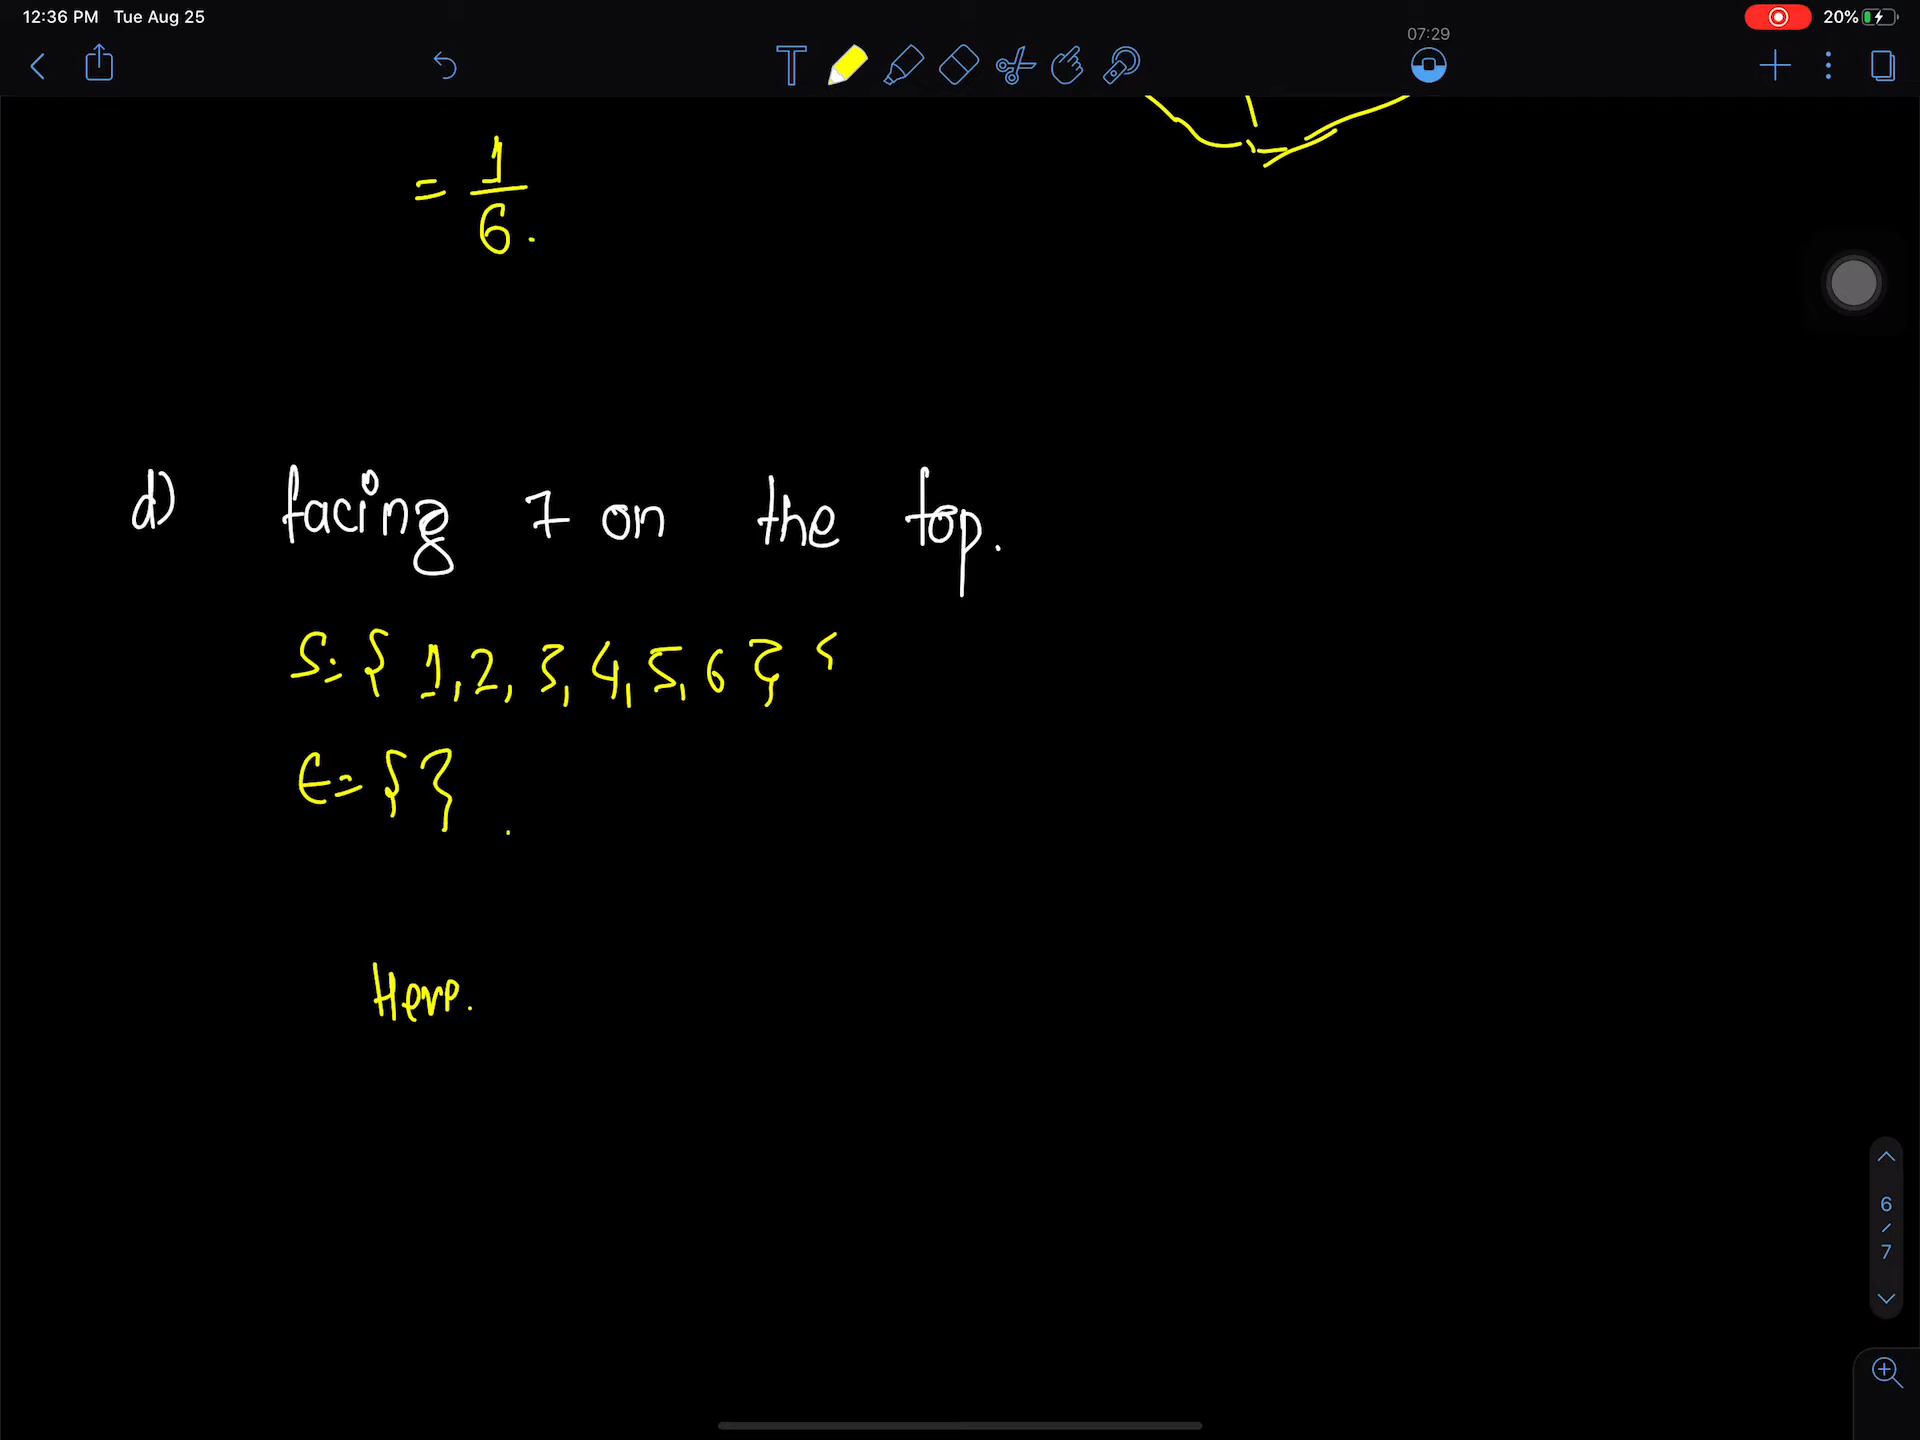 12:36 PM Tue Aug 25
20%
07:29
T
= 1/6.
d) facing 7 on the top.
S = { 1, 2, 3, 4, 5, 6 }
E = { } .
Here.
6
/
7